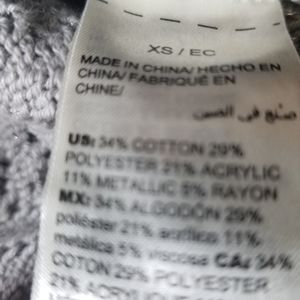 XS / EC
MADE IN CHINA/ HECHO EN
CHINA/ FABRIQUÉ EN
CHINE/
صنع في الصين
US: 34% COTTON 29%
POLYESTER 21% ACRYLIC
11% METALLIC 5% RAYON
MX: 34% ALGODÓN 29%
poliéster 21% acrílico 11%
metálica 5% viscosa CA: 34%
COTON 29% POLYESTER
21% ACRYLIQUE